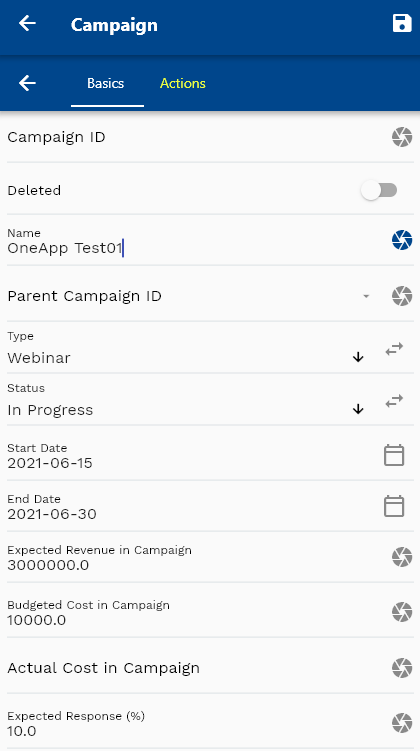 Campaign
Basics Actions
Campaign ID
Deleted
Name
OneApp Test01
Parent Campaign ID
Type
Webinar
Status
In Progress
Start Date
2021-06-15
End Date
2021-06-30
Expected Revenue in Campaign
3000000.0
Budgeted Cost in Campaign
10000.0
Actual Cost in Campaign
Expected Response (%)
10.0